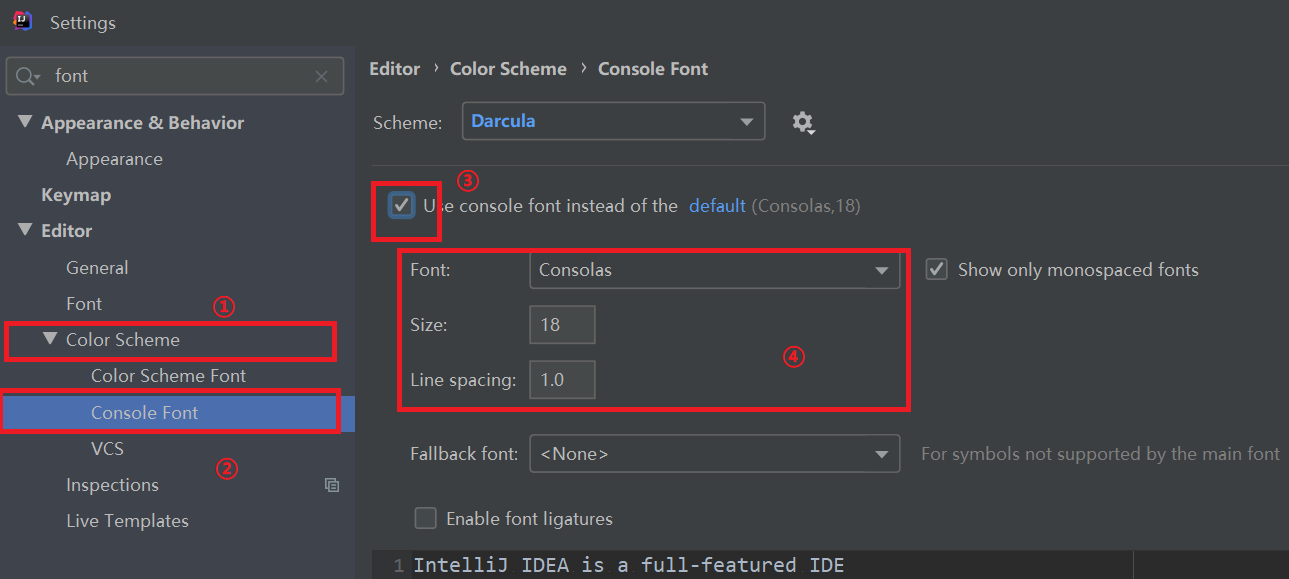 Settings
font
Appearance & Behavior
Appearance
Keymap
Editor
General
Font
①
Color Scheme
Color Scheme Font
Console Font
VCS
②
Inspections
Live Templates
Editor › Color Scheme › Console Font
Scheme: Darcula
③
Use console font instead of the default (Consolas,18)
Font: Consolas
Show only monospaced fonts
Size: 18
④
Line spacing: 1.0
Fallback font: <None> For symbols not supported by the main font
Enable font ligatures
1 IntelliJ IDEA is a full-featured IDE